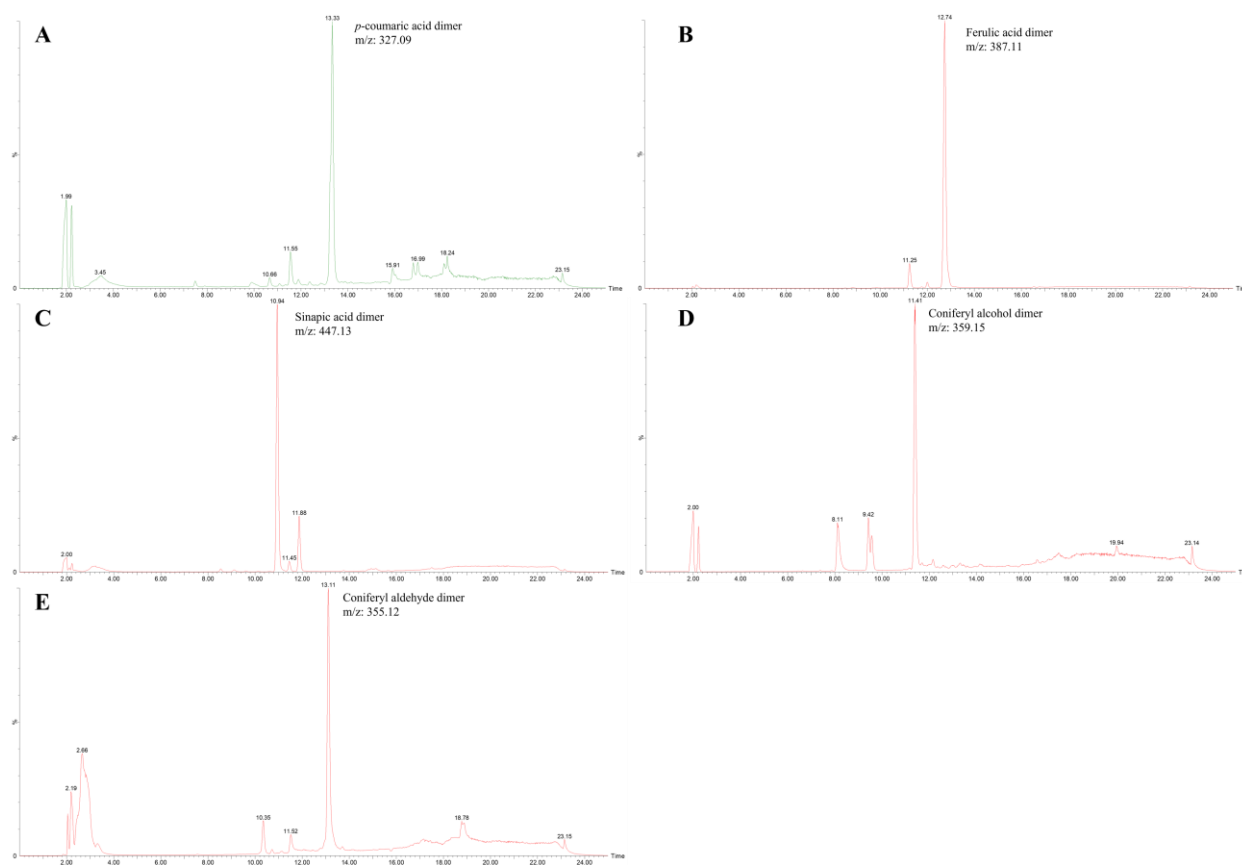 A
13.33
p-coumaric acid dimer
m/z: 327.09
1.99
3.45
10.66
11.55
15.91
16.99
18.24
23.15
%
2.00 4.00 6.00 8.00 10.00 12.00 14.00 16.00 18.00 20.00 22.00 24.00 Time
B
12.74
Ferulic acid dimer
m/z: 387.11
11.25
%
2.00 4.00 6.00 8.00 10.00 12.00 14.00 16.00 18.00 20.00 22.00 24.00
C
10.94
Sinapic acid dimer
m/z: 447.13
2.00
11.45
11.88
%
2.00 4.00 6.00 8.00 10.00 12.00 14.00 16.00 18.00 20.00 22.00 24.00 Time
D
11.41
Coniferyl alcohol dimer
m/z: 359.15
2.00
8.11
9.42
19.94
23.14
%
2.00 4.00 6.00 8.00 10.00 12.00 14.00 16.00 18.00 20.00 22.00 24.00
E
13.11
Coniferyl aldehyde dimer
m/z: 355.12
2.19
2.66
10.35
11.52
18.78
23.15
%
2.00 4.00 6.00 8.00 10.00 12.00 14.00 16.00 18.00 20.00 22.00 24.00 Time